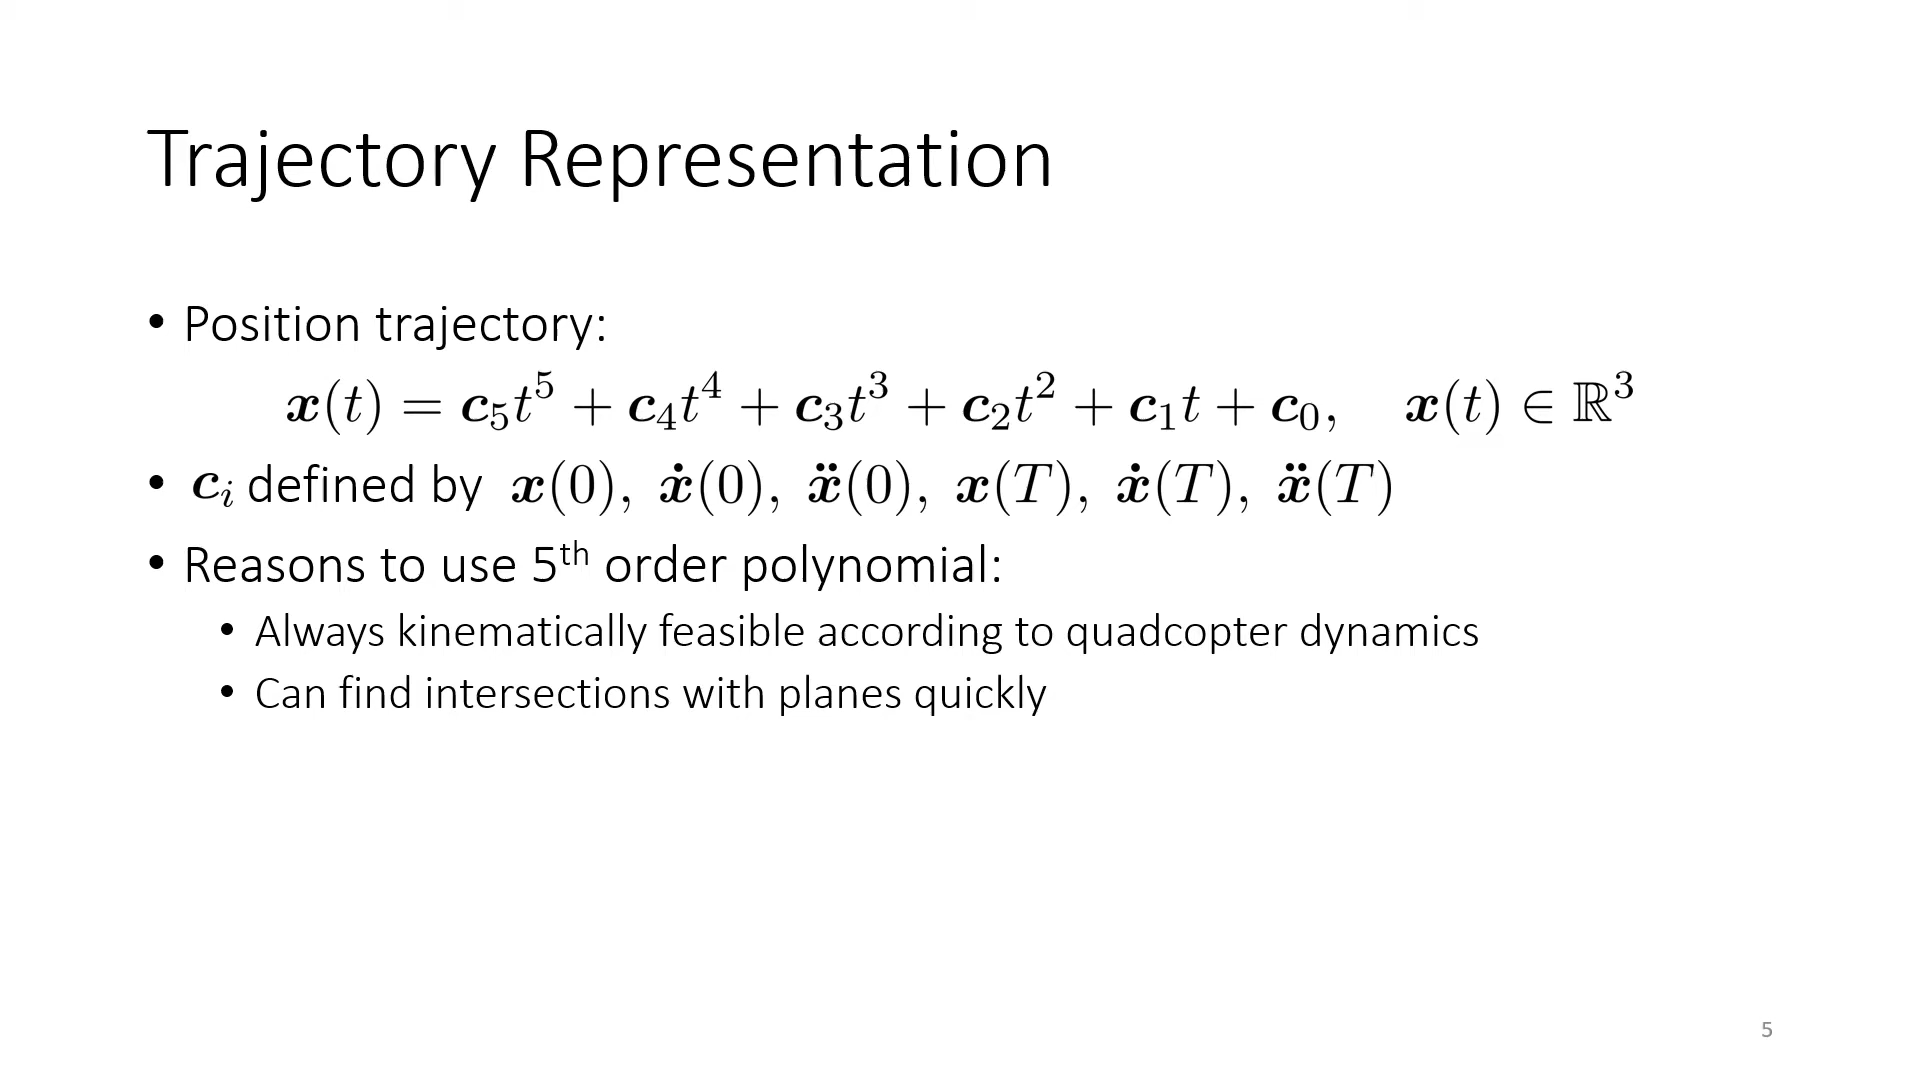 Trajectory Representation
• Position trajectory:
𝒙(t) = 𝒄₅t⁵ + 𝒄₄t⁴ + 𝒄₃t³ + 𝒄₂t² + 𝒄₁t + 𝒄₀, 𝒙(t) ∈ ℝ³
• 𝒄ᵢ defined by 𝒙(0), 𝒙̇(0), 𝒙̈(0), 𝒙(T), 𝒙̇(T), 𝒙̈(T)
• Reasons to use 5th order polynomial:
• Always kinematically feasible according to quadcopter dynamics
• Can find intersections with planes quickly
5